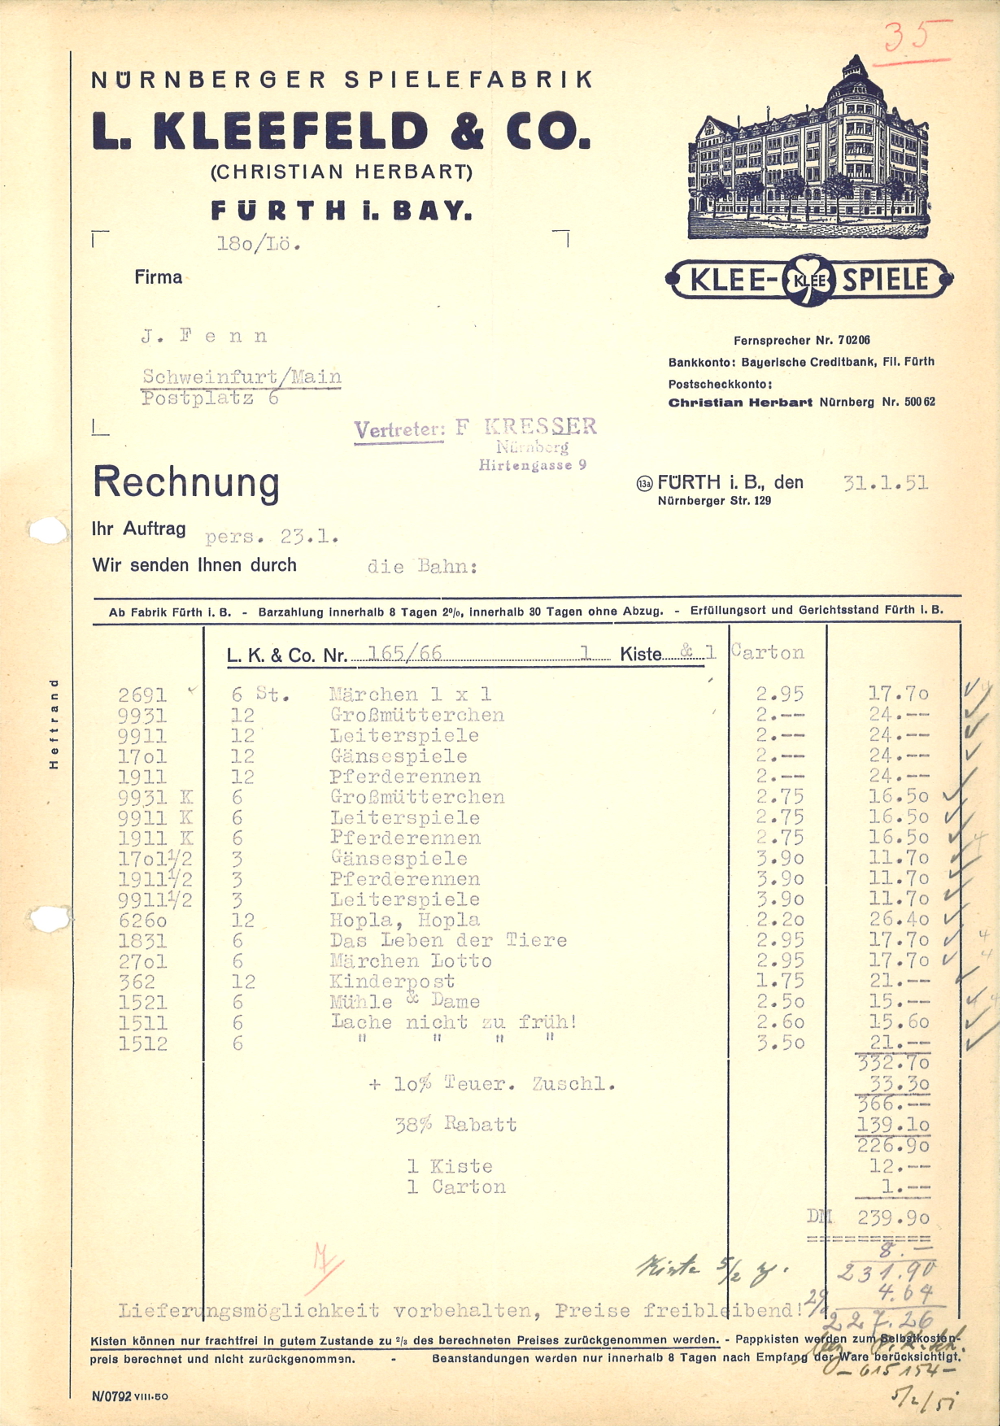 35
NÜRNBERGER SPIELEFABRIK
L. KLEEFELD & CO.
(CHRISTIAN HERBART)
FÜRTH i. BAY.
18o/Lö.
Firma
KLEE- KLEE SPIELE
J. Fenn
Fernsprecher Nr. 70206
Bankkonto: Bayerische Creditbank, Fil. Fürth
Schweinfurt/Main
Postscheckkonto:
Postplatz 6
Christian Herbart Nürnberg Nr. 50062
Vertreter: F KRESSER
Nürnberg
Hirtengasse 9
Rechnung
13a FÜRTH i. B., den 31.1.51
Nürnberger Str. 129
Ihr Auftrag pers. 23.1.
Wir senden Ihnen durch die Bahn:
Ab Fabrik Fürth i. B. - Barzahlung innerhalb 8 Tagen 2%, innerhalb 30 Tagen ohne Abzug. - Erfüllungsort und Gerichtsstand Fürth i. B.
L. K. & Co. Nr. 165/66 1 Kiste & 1 Carton
2691 6 St. Märchen 1 x 1 2.95 17.7o
9931 12 Großmütterchen 2.-- 24.--
9911 12 Leiterspiele 2.-- 24.--
17o1 12 Gänsespiele 2.-- 24.--
1911 12 Pferderennen 2.-- 24.--
9931 K 6 Großmütterchen 2.75 16.5o
9911 K 6 Leiterspiele 2.75 16.5o
1911 K 6 Pferderennen 2.75 16.5o
17o11/2 3 Gänsespiele 3.9o 11.7o
19111/2 3 Pferderennen 3.9o 11.7o
99111/2 3 Leiterspiele 3.9o 11.7o
626o 12 Hopla, Hopla 2.2o 26.4o
1831 6 Das Leben der Tiere 2.95 17.7o
27o1 6 Märchen Lotto 2.95 17.7o
362 12 Kinderpost 1.75 21.--
1521 6 Mühle & Dame 2.5o 15.--
1511 6 Lache nicht zu früh! 2.6o 15.6o
1512 6 " " " " 3.5o 21.--
332.7o
+ 1o% Teuer. Zuschl. 33.3o
366.--
38% Rabatt 139.1o
226.9o
1 Kiste 12.--
1 Carton 1.--
DM 239.9o
8.—
Kiste 5/2 231.90
2% 4.64
Lieferungsmöglichkeit vorbehalten, Preise freibleibend!
227.26
Kisten können nur frachtfrei in gutem Zustande zu 2/3 des berechneten Preises zurückgenommen werden. - Pappkisten werden zum Selbstkosten-
preis berechnet und nicht zurückgenommen. - Beanstandungen werden nur innerhalb 8 Tagen nach Empfang der Ware berücksichtigt.
– 615 154 –
5/2/51
N/0792 VIII-50
Heftrand